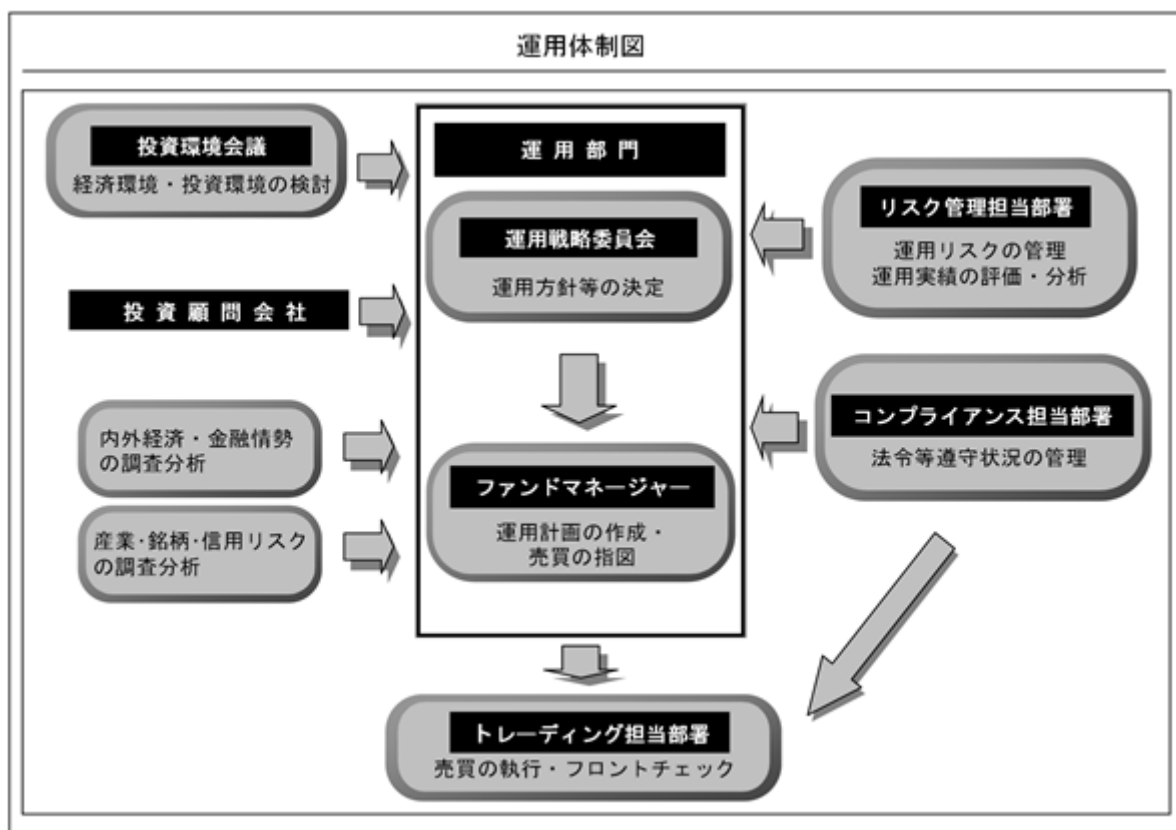 運用体制図
投資環境会議
経済環境・投資環境の検討
投資顧問会社
内外経済・金融情勢
の調査分析
産業・銘柄・信用リスク
の調査分析
運用部門
運用戦略委員会
運用方針等の決定
ファンドマネージャー
運用計画の作成・
売買の指図
リスク管理担当部署
運用リスクの管理
運用実績の評価・分析
コンプライアンス担当部署
法令等遵守状況の管理
トレーディング担当部署
売買の執行・フロントチェック